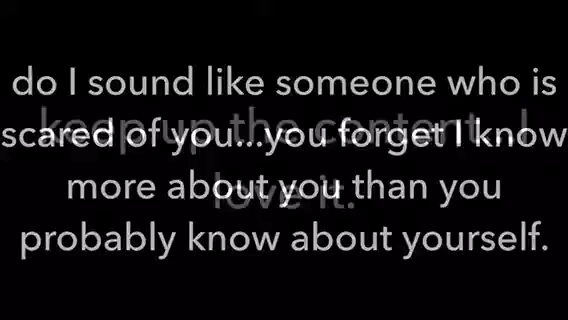 do I sound like someone who is
scared of you...you forget I know
more about you than you
probably know about yourself.
keep up the content...I
love it.